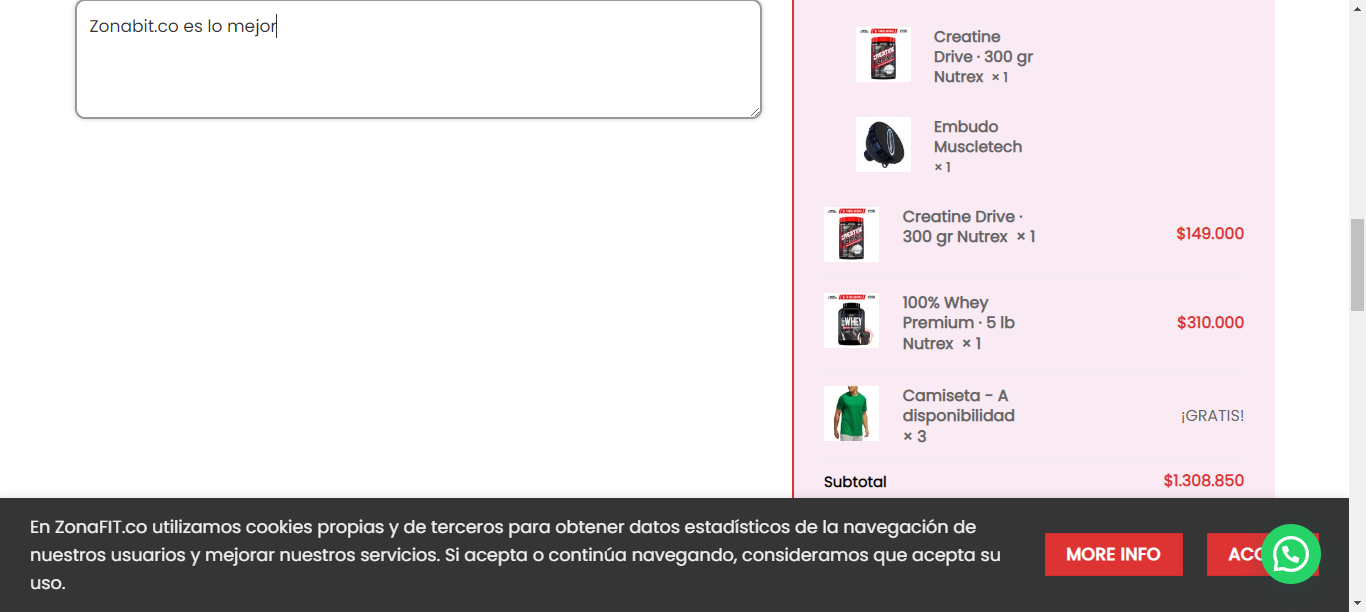 Zonabit.co es lo mejor
Creatine
Drive · 300 gr
Nutrex × 1
Embudo
Muscletech
× 1
Creatine Drive ·
300 gr Nutrex × 1
$149.000
100% Whey
Premium · 5 lb
Nutrex × 1
$310.000
Camiseta - A
disponibilidad
× 3
¡GRATIS!
Subtotal
$1.308.850
En ZonaFIT.co utilizamos cookies propias y de terceros para obtener datos estadísticos de la navegación de
nuestros usuarios y mejorar nuestros servicios. Si acepta o continúa navegando, consideramos que acepta su
uso.
MORE INFO